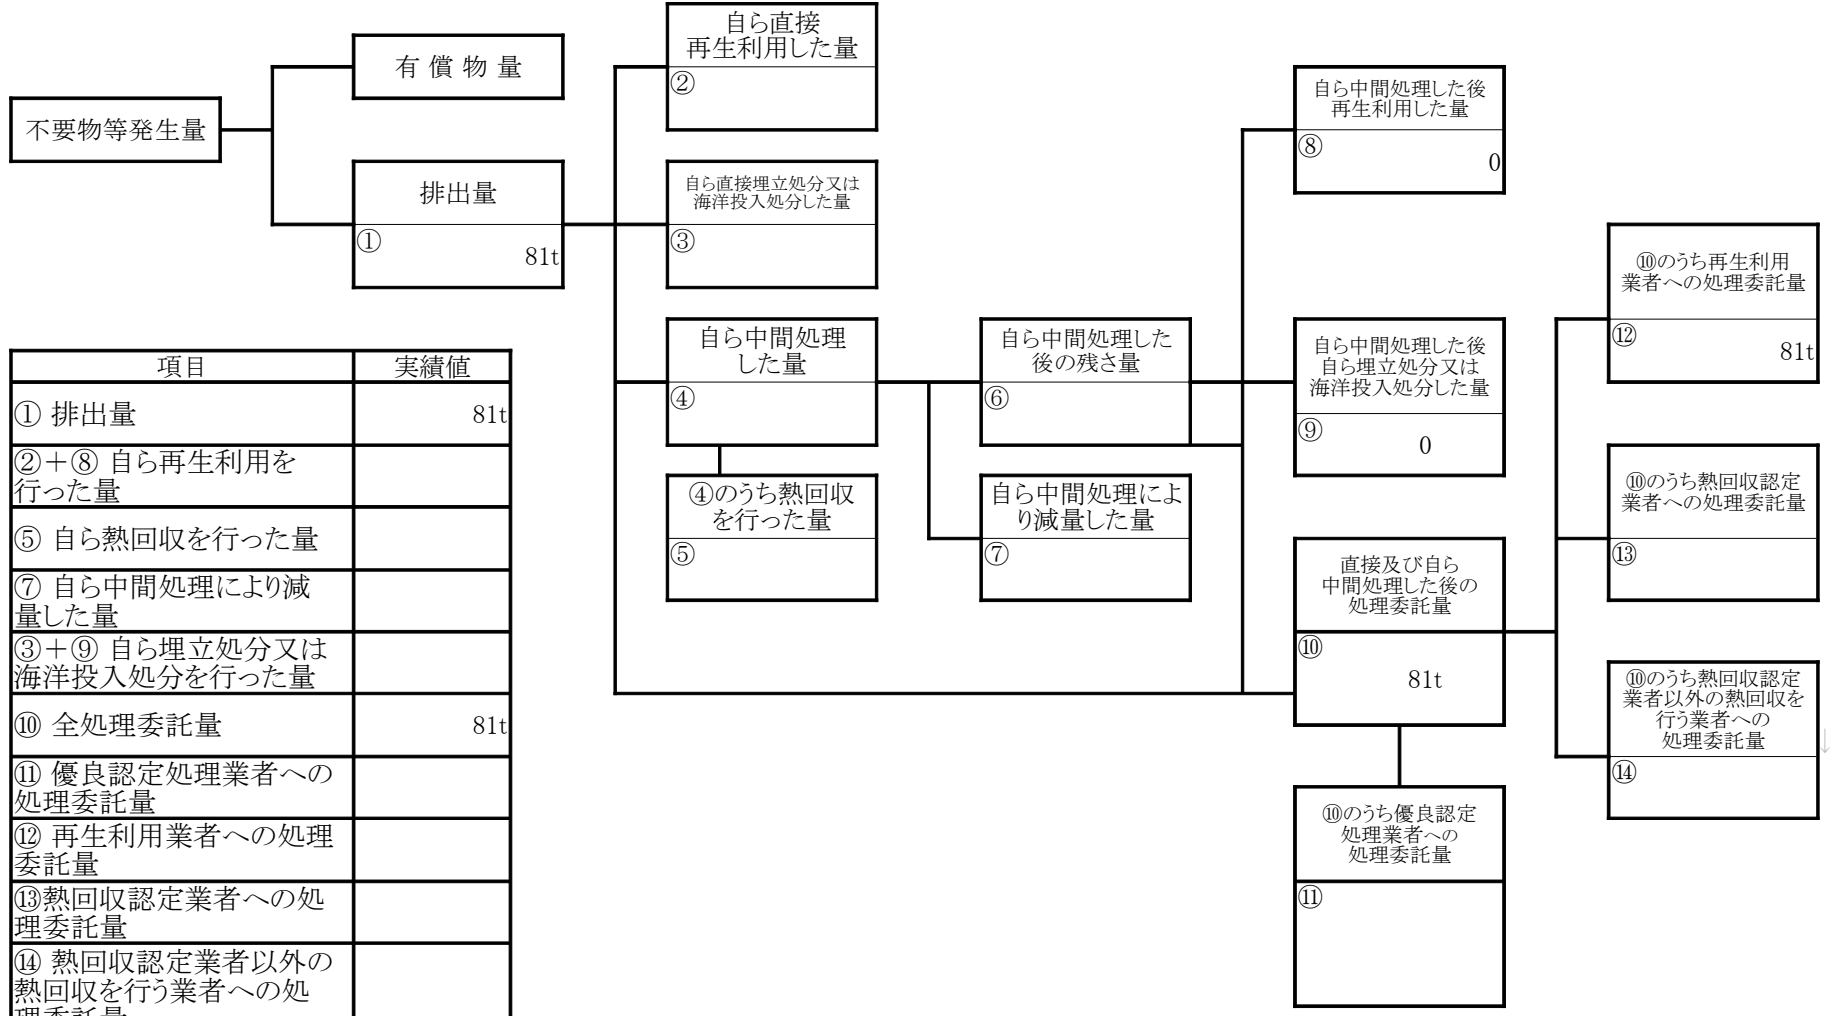 自ら直接
再生利用した量
②
有 償 物 量
不要物等発生量
排出量
①
81t
自ら直接埋立処分又は
海洋投入処分した量
③
自ら中間処理した後
再生利用した量
⑧
0
自ら中間処理
した量
④
自ら中間処理した
後の残さ量
⑥
自ら中間処理した後
自ら埋立処分又は
海洋投入処分した量
⑨
0
⑩のうち再生利用
業者への処理委託量
⑫
81t
④のうち熱回収
を行った量
⑤
自ら中間処理によ
り減量した量
⑦
直接及び自ら
中間処理した後の
処理委託量
⑩
81t
⑩のうち熱回収認定
業者への処理委託量
⑬
⑩のうち熱回収認定
業者以外の熱回収を
行う業者への
処理委託量
⑭
↓
⑩のうち優良認定
処理業者への
処理委託量
⑪
項目 実績値
① 排出量 81t
②＋⑧ 自ら再生利用を
行った量
⑤ 自ら熱回収を行った量
⑦ 自ら中間処理により減
量した量
③＋⑨ 自ら埋立処分又は
海洋投入処分を行った量
⑩ 全処理委託量 81t
⑪ 優良認定処理業者への
処理委託量
⑫ 再生利用業者への処理
委託量
⑬熱回収認定業者への処
理委託量
⑭ 熱回収認定業者以外の
熱回収を行う業者への処
理委託量